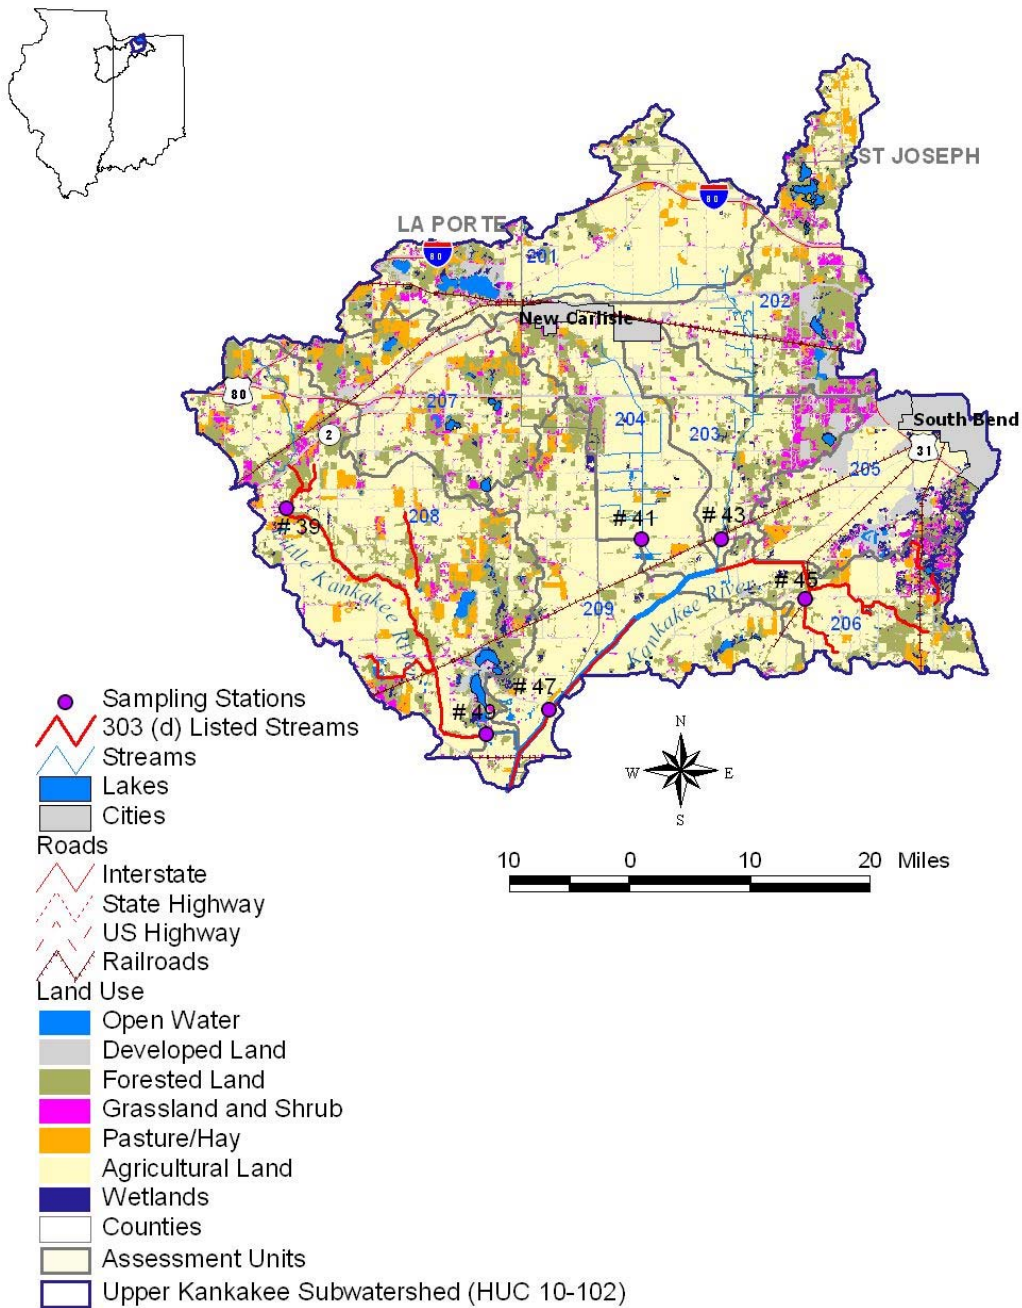 ST JOSEPH
LA PORTE
80
80
201
202
New Carlisle
80
207
2
204
203
South Bend
31
205
208
# 39
# 41
# 43
# 45
209
206
Kankakee River
# 47
# 49
N
W E
S
10 0 10 20 Miles
Sampling Stations
303 (d) Listed Streams
Streams
Lakes
Cities
Roads
Interstate
State Highway
US Highway
Railroads
Land Use
Open Water
Developed Land
Forested Land
Grassland and Shrub
Pasture/Hay
Agricultural Land
Wetlands
Counties
Assessment Units
Upper Kankakee Subwatershed (HUC 10-102)